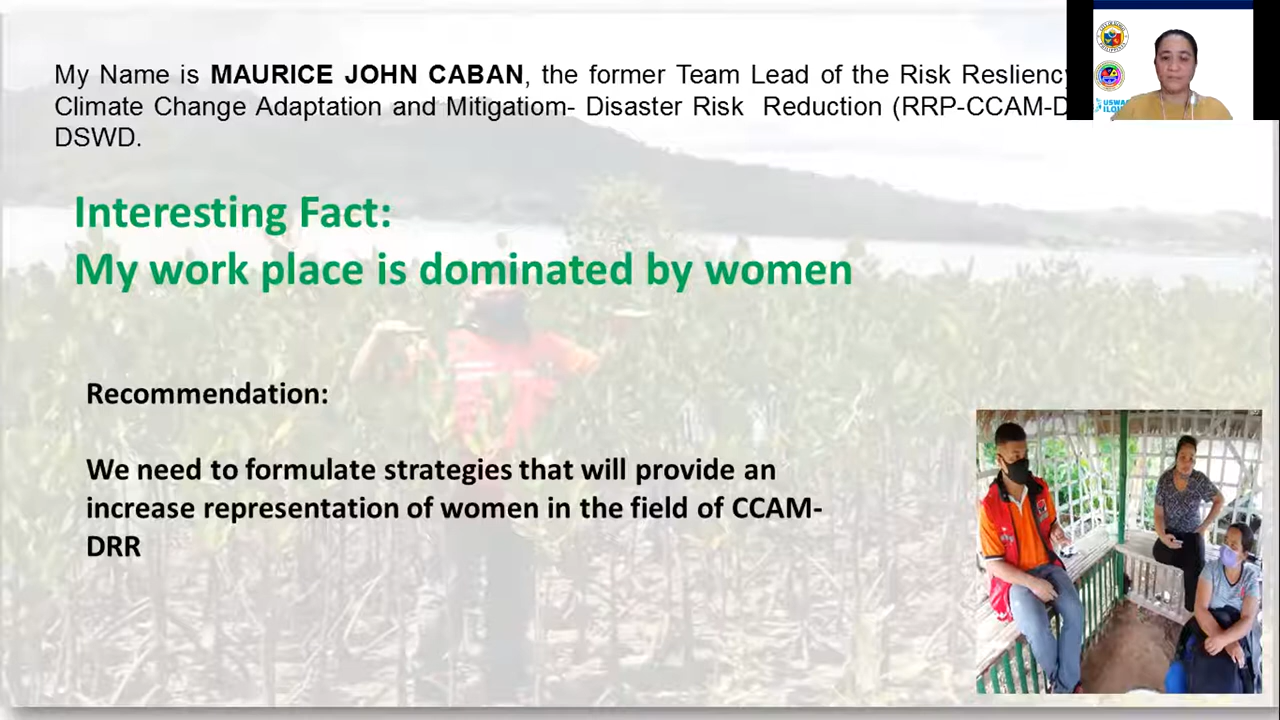 My Name is MAURICE JOHN CABAN, the former Team Lead of the Risk Resliency
Climate Change Adaptation and Mitigatiom- Disaster Risk Reduction (RRP-CCAM-D
DSWD.
Interesting Fact:
My work place is dominated by women
Recommendation:
We need to formulate strategies that will provide an
increase representation of women in the field of CCAM-
DRR